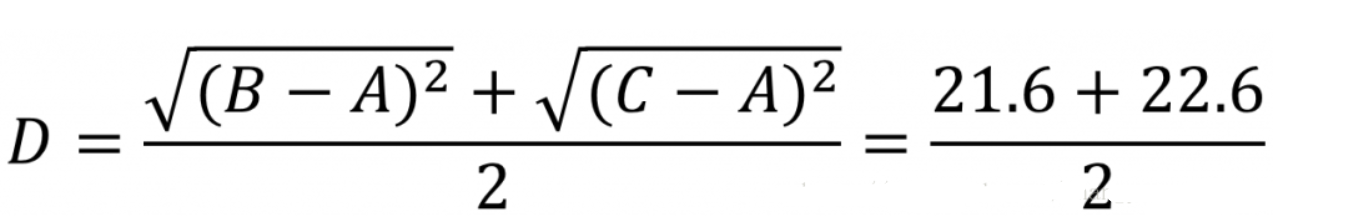 D = √(B − A)² + √(C − A)² / 2 = 21.6 + 22.6 / 2